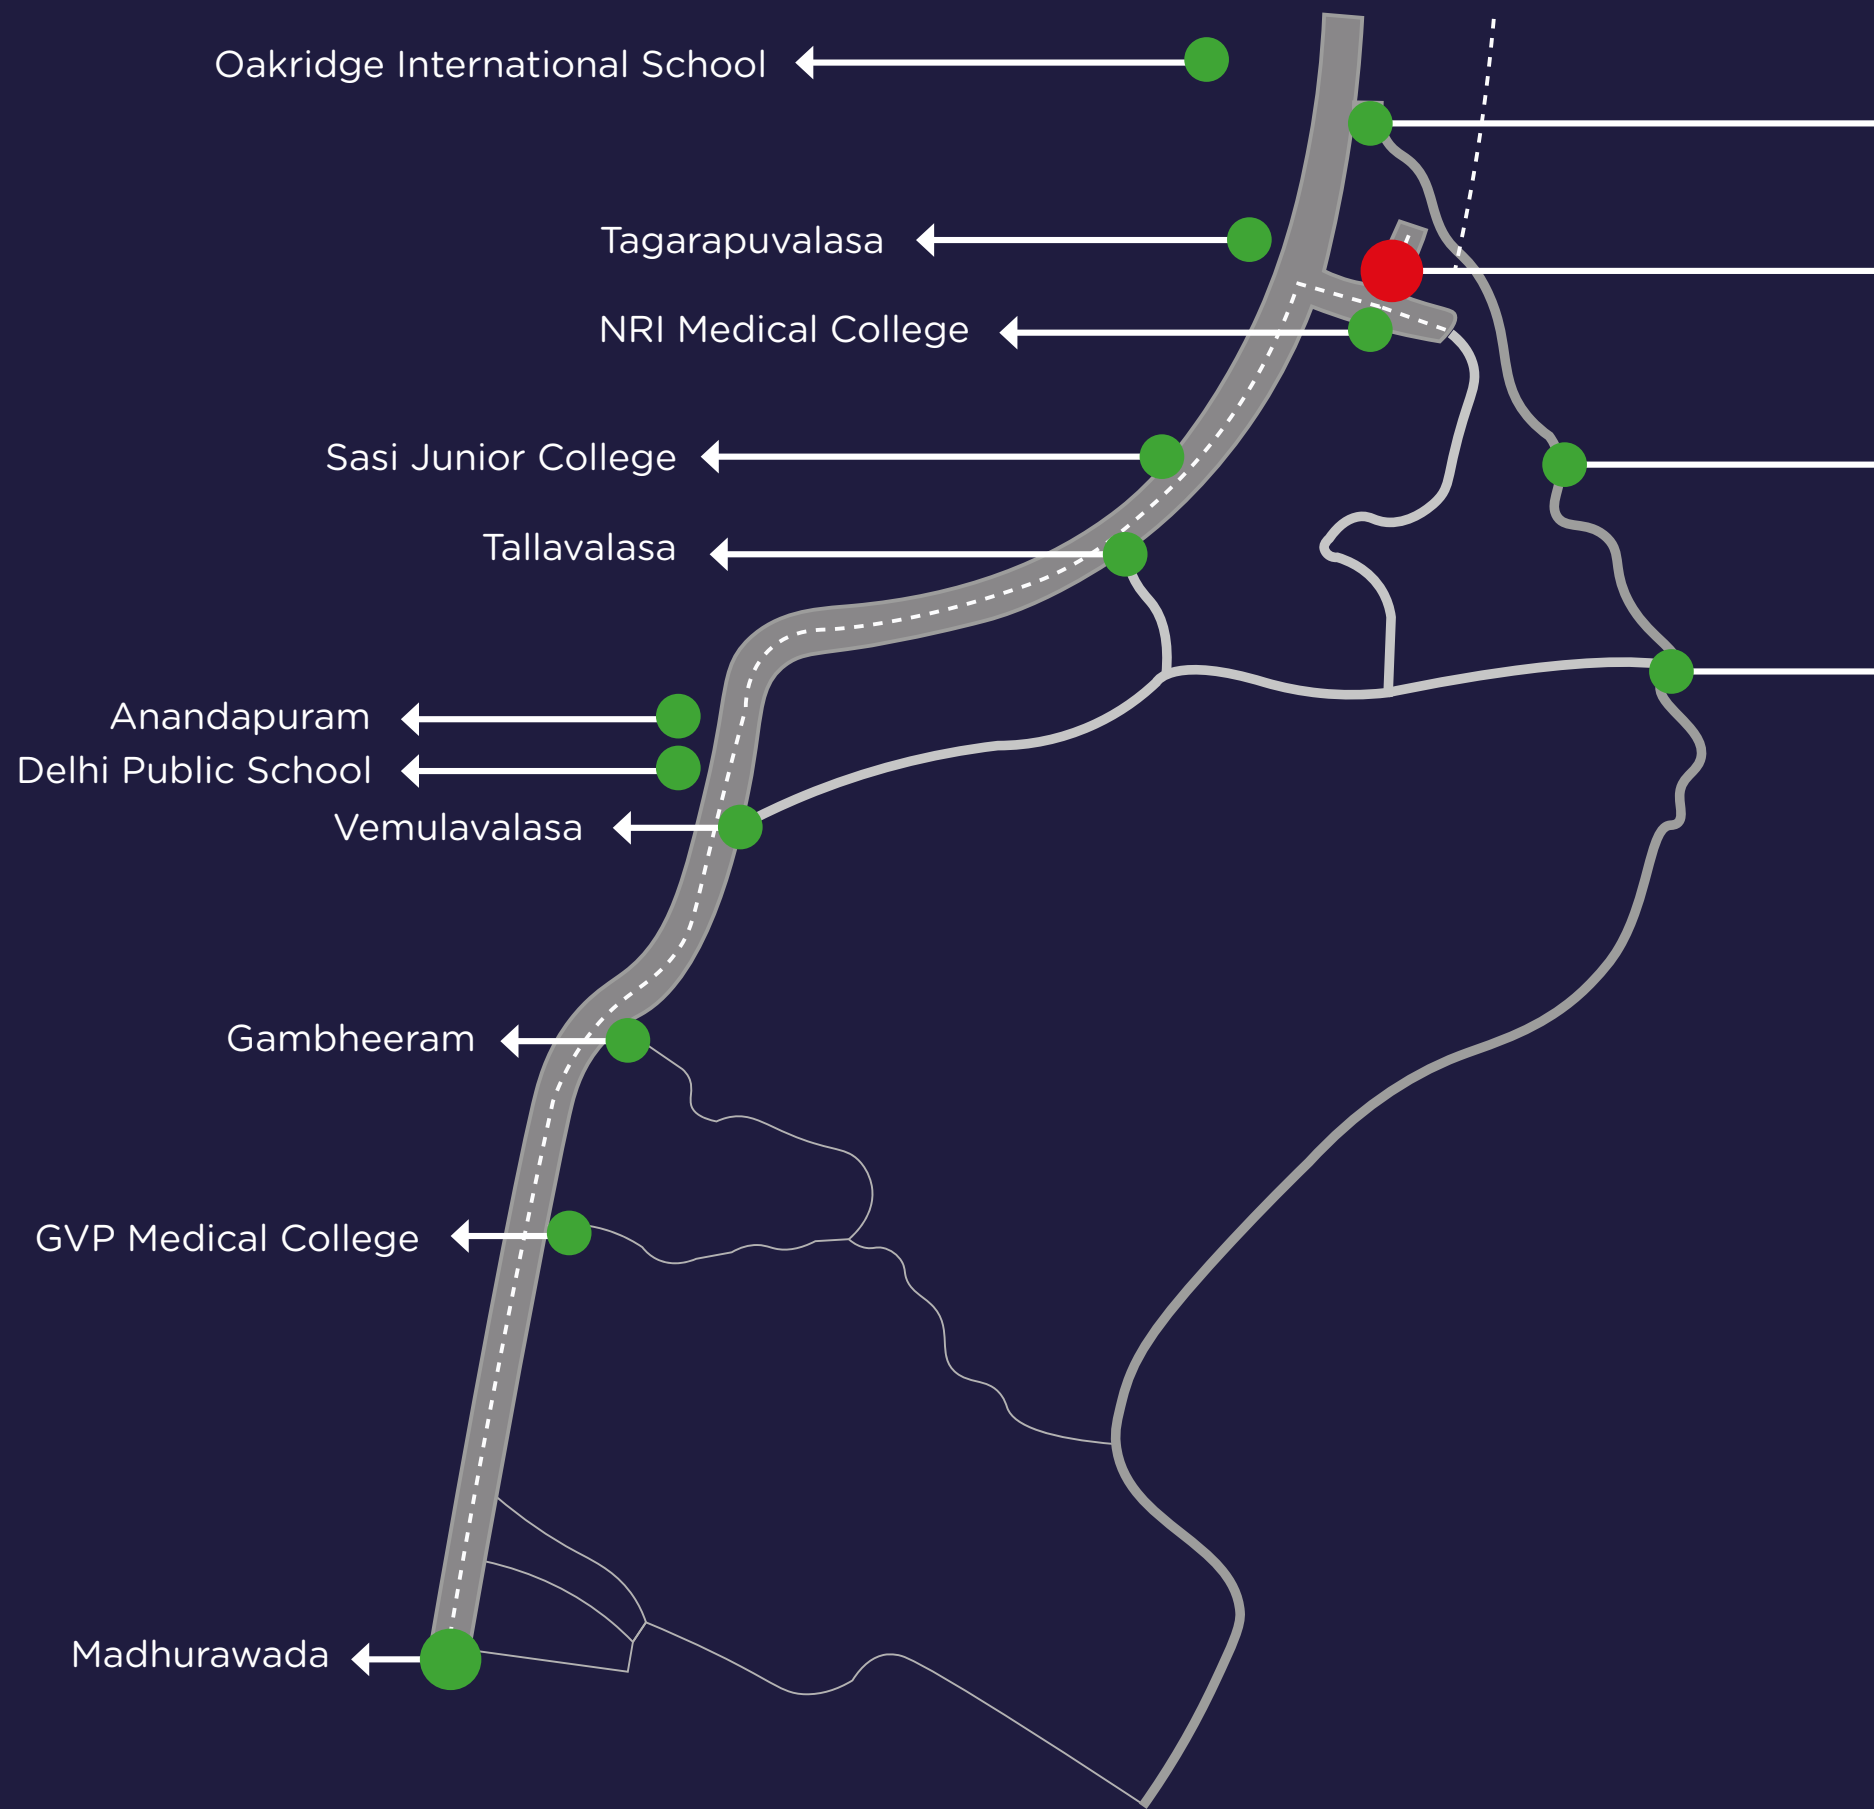 Oakridge International School
Tagarapuvalasa
NRI Medical College
Sasi Junior College
Tallavalasa
Anandapuram
Delhi Public School
Vemulavalasa
Gambheeram
GVP Medical College
Madhurawada